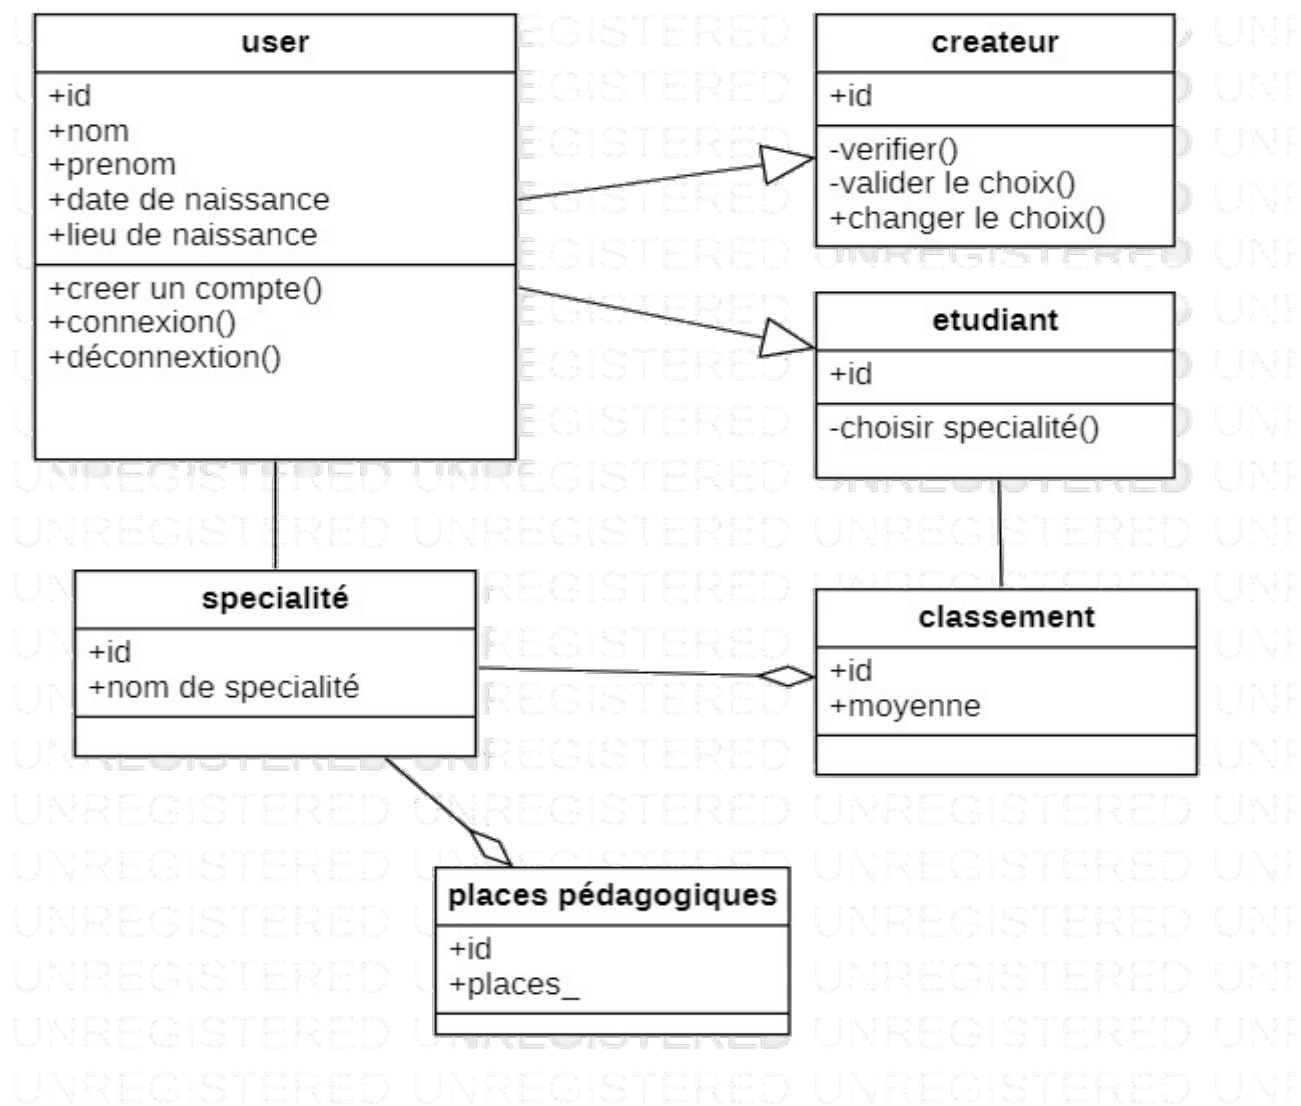 user
+id
+nom
+prenom
+date de naissance
+lieu de naissance
+creer un compte()
+connexion()
+déconnextion()
createur
+id
-verifier()
-valider le choix()
+changer le choix()
etudiant
+id
-choisir specialité()
specialité
+id
+nom de specialité
classement
+id
+moyenne
places pédagogiques
+id
+places_
UNREGISTERED